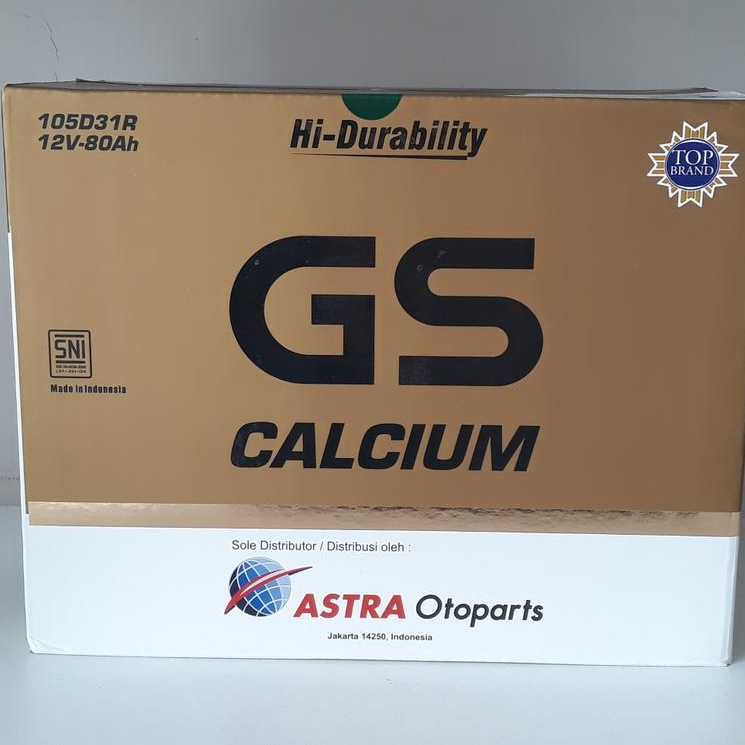 105D31R
12V-80Ah
Hi-Durability
TOP
BRAND
GS
CALCIUM
SNI
Made in Indonesia
Sole Distributor / Distribusi oleh :
ASTRA Otoparts
Jakarta 14250, Indonesia